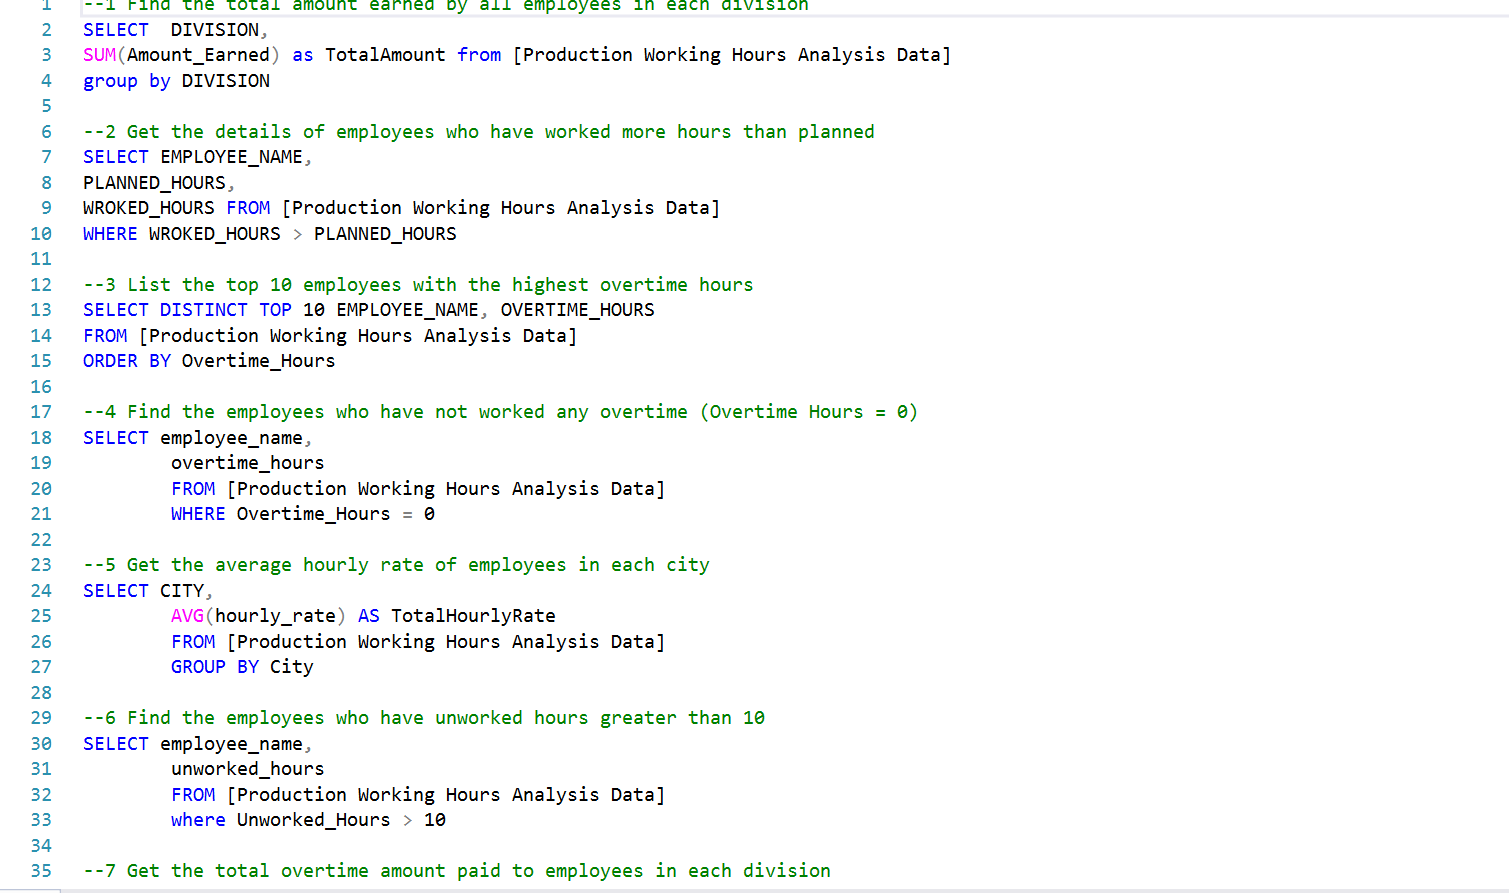 1 --1 Find the total amount earned by all employees in each division
2 SELECT  DIVISION,
3 SUM(Amount_Earned) as TotalAmount from [Production Working Hours Analysis Data]
4 group by DIVISION
5
6 --2 Get the details of employees who have worked more hours than planned
7 SELECT EMPLOYEE_NAME,
8 PLANNED_HOURS,
9 WROKED_HOURS FROM [Production Working Hours Analysis Data]
10 WHERE WROKED_HOURS > PLANNED_HOURS
11
12 --3 List the top 10 employees with the highest overtime hours
13 SELECT DISTINCT TOP 10 EMPLOYEE_NAME, OVERTIME_HOURS
14 FROM [Production Working Hours Analysis Data]
15 ORDER BY Overtime_Hours
16
17 --4 Find the employees who have not worked any overtime (Overtime Hours = 0)
18 SELECT employee_name,
19         overtime_hours
20         FROM [Production Working Hours Analysis Data]
21         WHERE Overtime_Hours = 0
22
23 --5 Get the average hourly rate of employees in each city
24 SELECT CITY,
25         AVG(hourly_rate) AS TotalHourlyRate
26         FROM [Production Working Hours Analysis Data]
27         GROUP BY City
28
29 --6 Find the employees who have unworked hours greater than 10
30 SELECT employee_name,
31         unworked_hours
32         FROM [Production Working Hours Analysis Data]
33         where Unworked_Hours > 10
34
35 --7 Get the total overtime amount paid to employees in each division